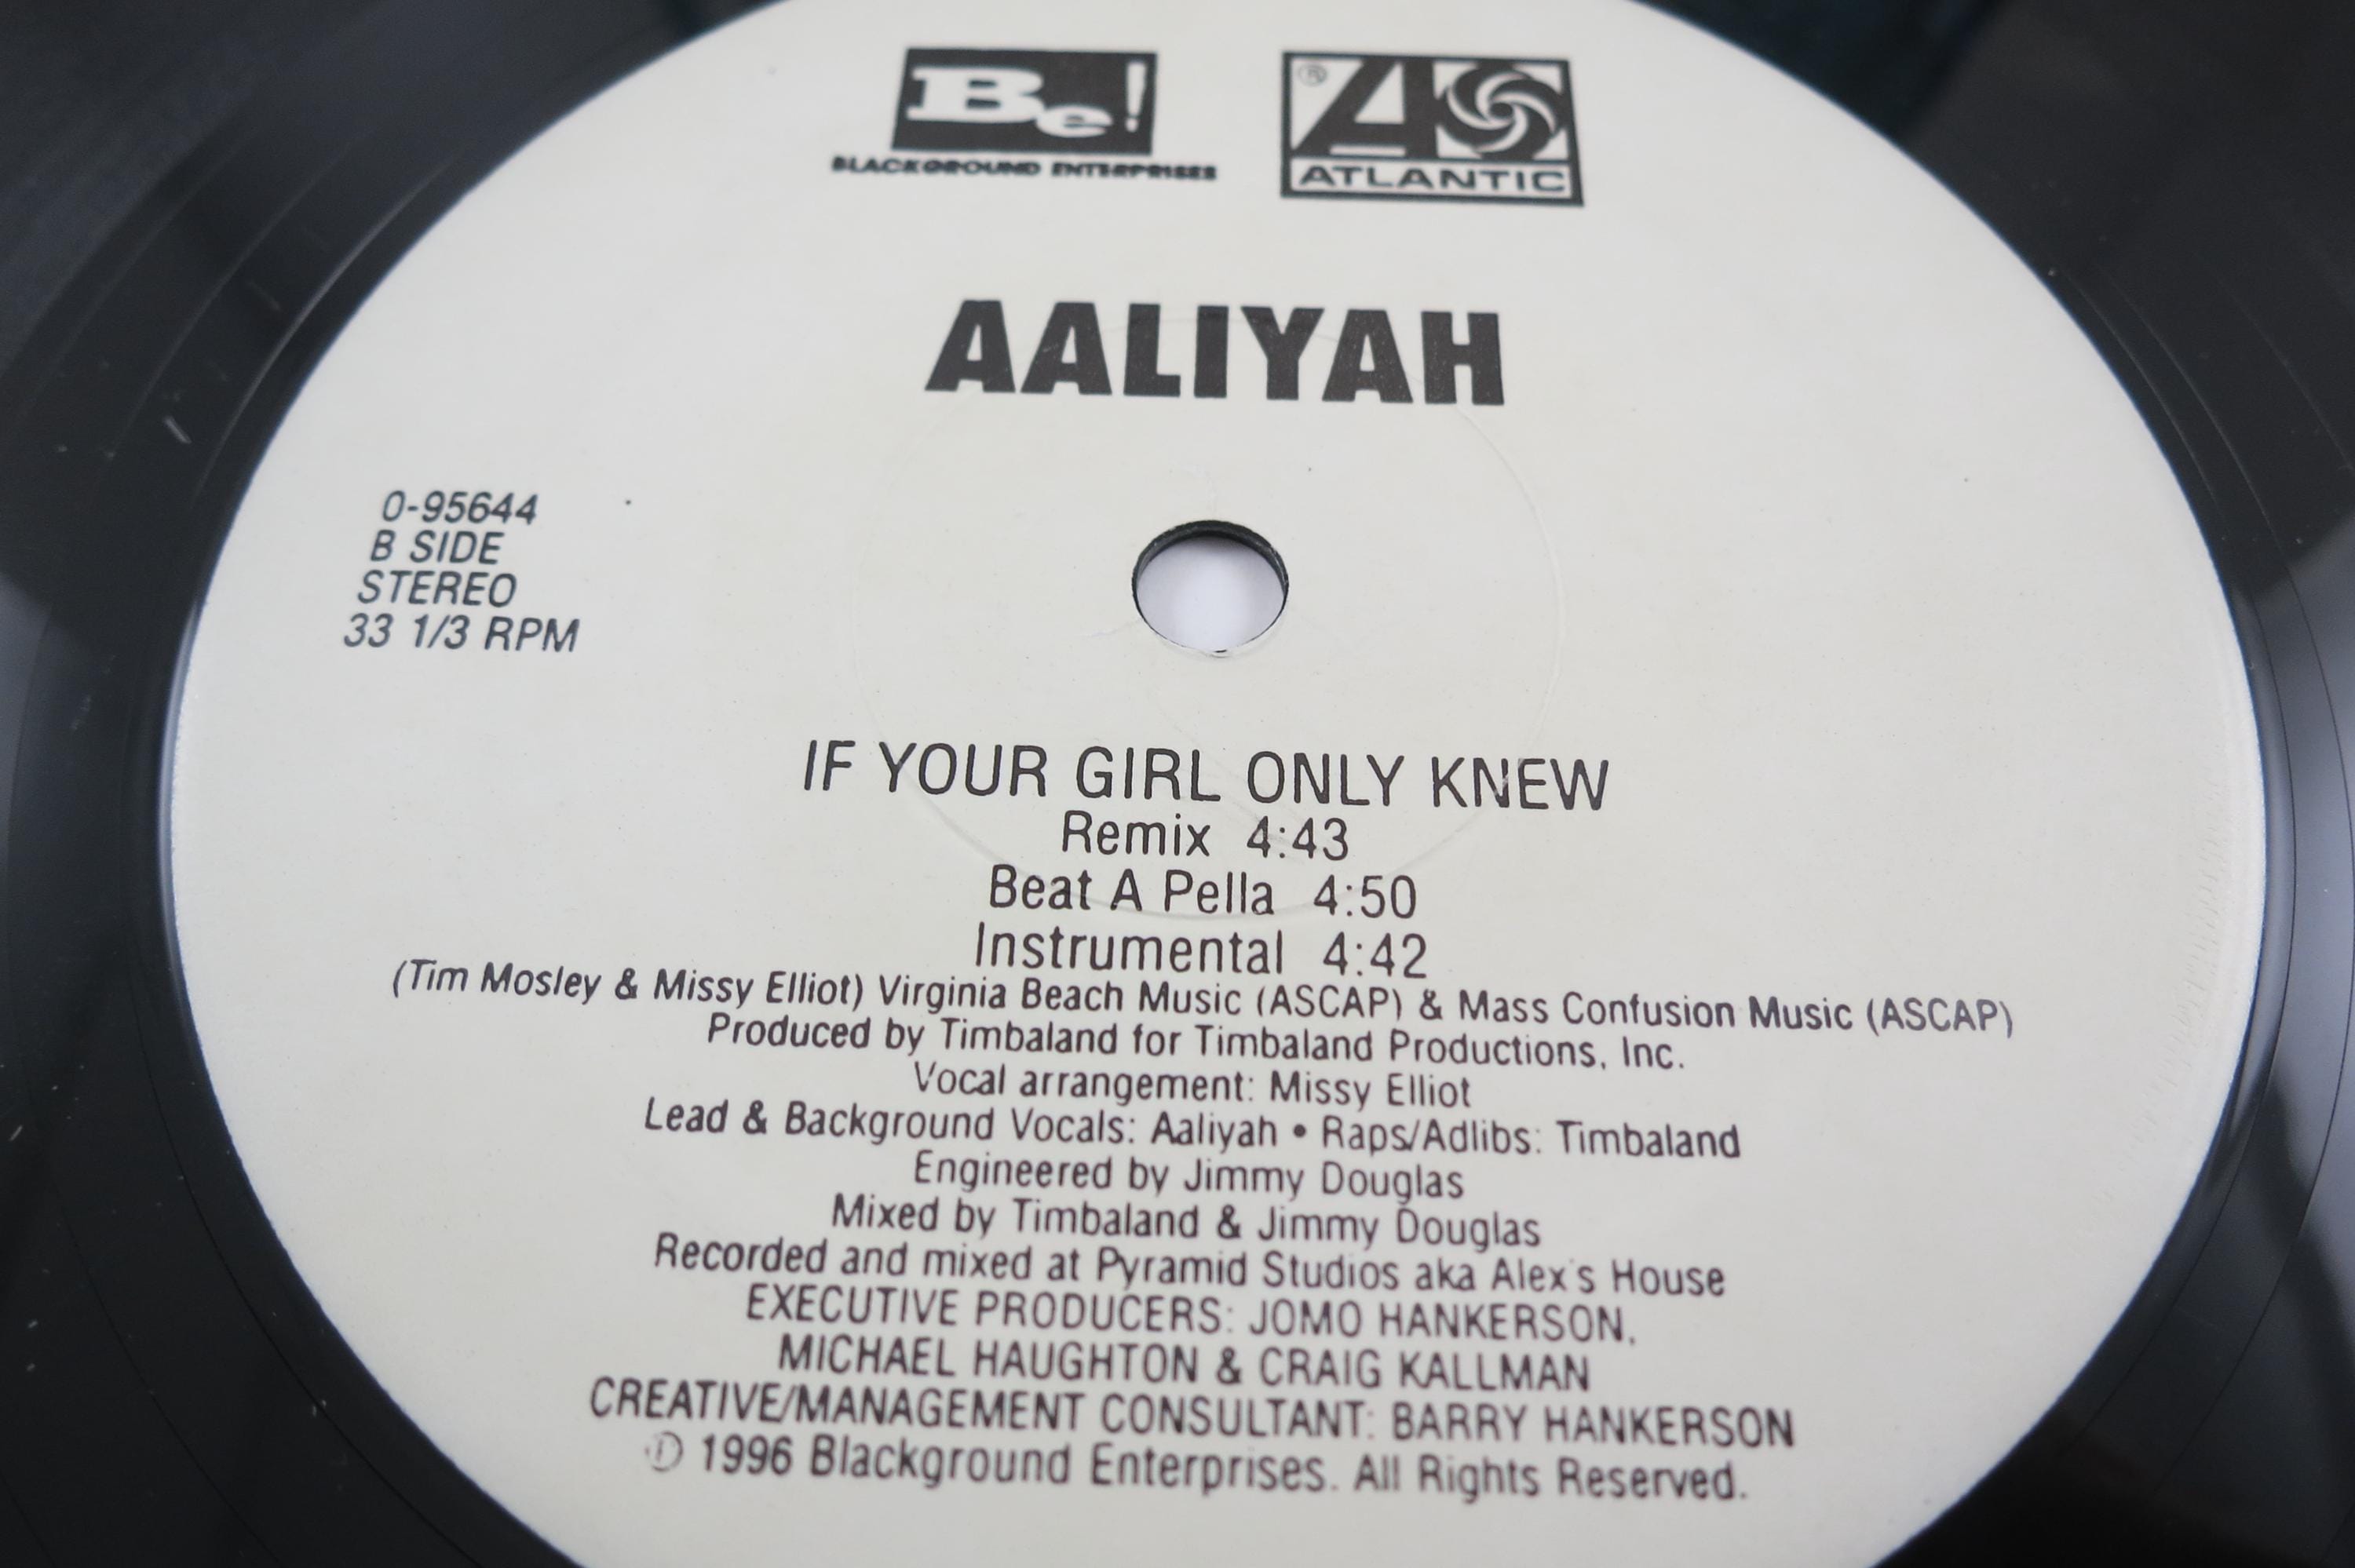 Be!
BLACKGROUND ENTERPRISES
®
A
ATLANTIC
AALIYAH
0-95644
B SIDE
STEREO
33 1/3 RPM
IF YOUR GIRL ONLY KNEW
Remix 4:43
Beat A Pella 4:50
Instrumental 4:42
(Tim Mosley & Missy Elliot) Virginia Beach Music (ASCAP) & Mass Confusion Music (ASCAP)
Produced by Timbaland for Timbaland Productions, Inc.
Vocal arrangement: Missy Elliot
Lead & Background Vocals: Aaliyah • Raps/Adlibs: Timbaland
Engineered by Jimmy Douglas
Mixed by Timbaland & Jimmy Douglas
Recorded and mixed at Pyramid Studios aka Alex's House
EXECUTIVE PRODUCERS: JOMO HANKERSON,
MICHAEL HAUGHTON & CRAIG KALLMAN
CREATIVE/MANAGEMENT CONSULTANT: BARRY HANKERSON
℗ 1996 Blackground Enterprises. All Rights Reserved.